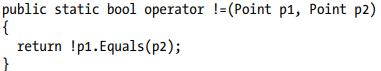 public static bool operator !=(Point p1, Point p2)
{
  return !p1.Equals(p2);
}